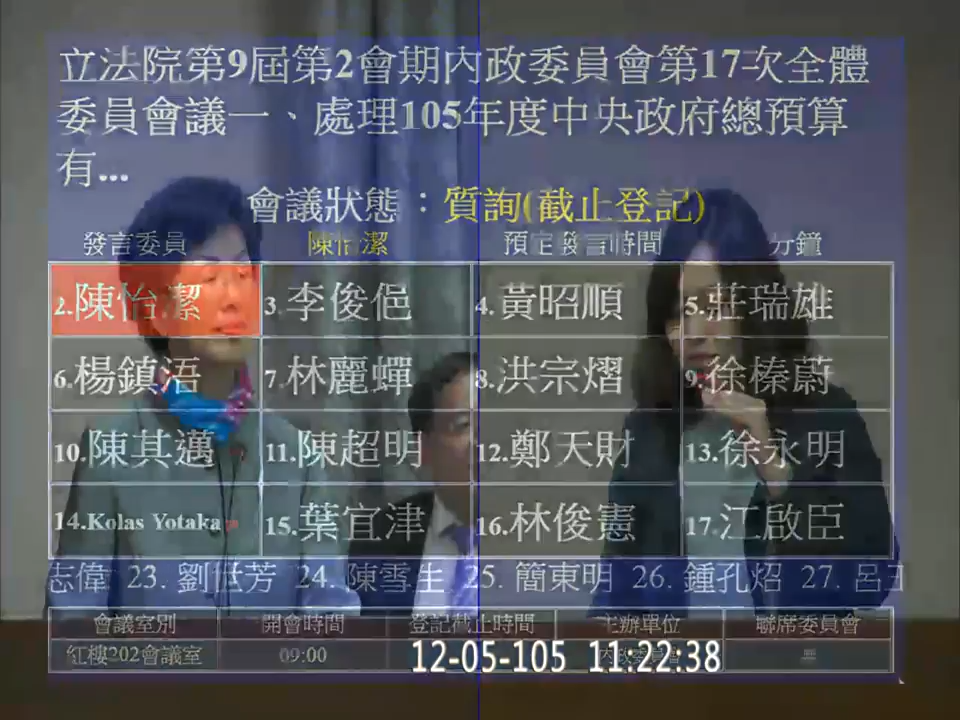 立法院第9屆第2會期內政委員會第17次全體
委員會議一、處理105年度中央政府總預算
有...
會議狀態：質詢(截止登記)
發言委員 陳怡潔 預定發言時間 分鐘
2.陳怡潔 3.李俊俋 4.黃昭順 5.莊瑞雄
6.楊鎮浯 7.林麗蟬 8.洪宗熠 9.徐榛蔚
10.陳其邁 11.陳超明 12.鄭天財 13.徐永明
14.Kolas Yotaka 15.葉宜津 16.林俊憲 17.江啟臣
志偉 23. 劉世芳 24. 陳雪生 25. 簡東明 26. 鍾孔炤 27. 呂玉
會議室別 開會時間 登記截止時間 主辦單位 聯席委員會
紅樓202會議室 09:00
12-05-105 11:22:38